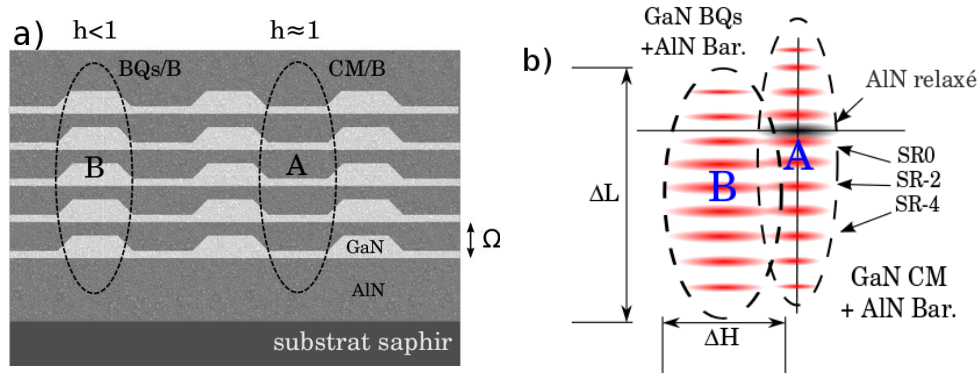 a)
h<1
h≈1
BQs/B
CM/B
B
A
Ω
GaN
AlN
substrat saphir
b)
GaN BQs
+AlN Bar.
AlN relaxé
A
SR0
B
SR-2
ΔL
SR-4
GaN CM
+ AlN Bar.
ΔH